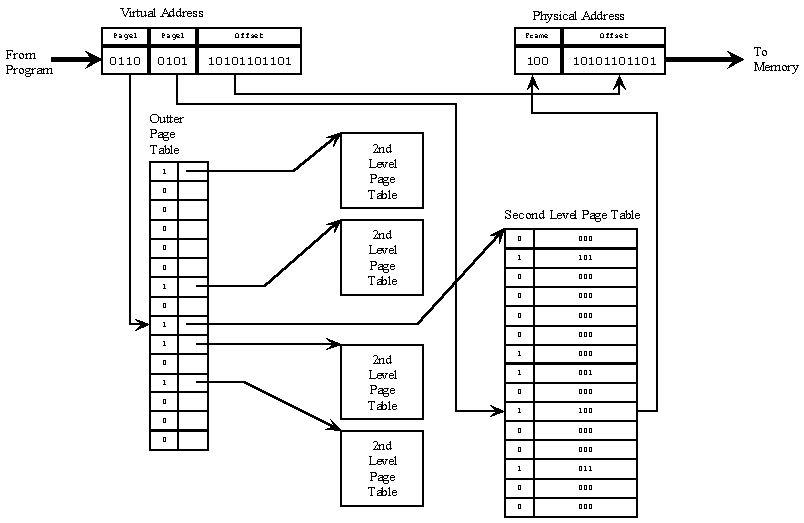 Virtual Address
Physical Address
Page1 Page1 Offset
Frame Offset
From
Program
0110 0101 10101101101
100 10101101101
To
Memory
Outter
Page
Table
1
0
0
0
0
0
1
0
1
1
0
1
0
0
0
2nd
Level
Page
Table
2nd
Level
Page
Table
2nd
Level
Page
Table
2nd
Level
Page
Table
Second Level Page Table
0 000
1 101
0 000
0 000
0 000
0 000
1 000
1 001
0 000
1 100
0 000
0 000
1 011
0 000
0 000